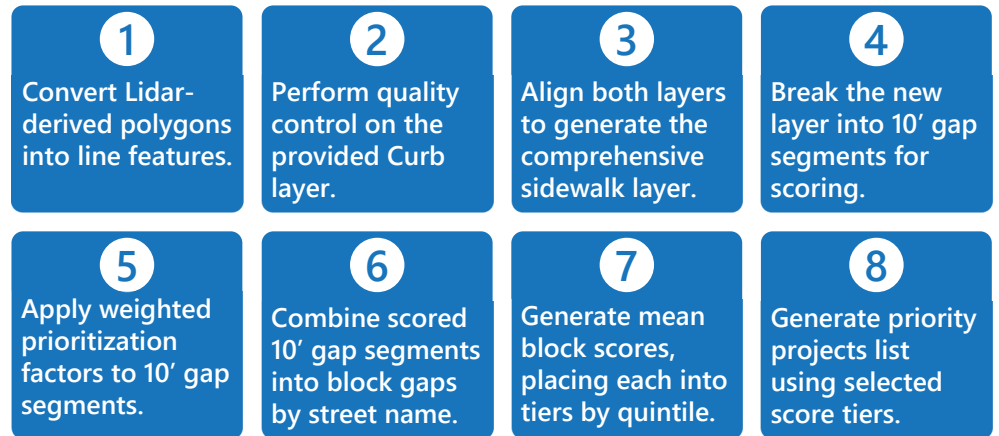 1
Convert Lidar-
derived polygons
into line features.
2
Perform quality
control on the
provided Curb
layer.
3
Align both layers
to generate the
comprehensive
sidewalk layer.
4
Break the new
layer into 10’ gap
segments for
scoring.
5
Apply weighted
prioritization
factors to 10’ gap
segments.
6
Combine scored
10’ gap segments
into block gaps
by street name.
7
Generate mean
block scores,
placing each into
tiers by quintile.
8
Generate priority
projects list
using selected
score tiers.